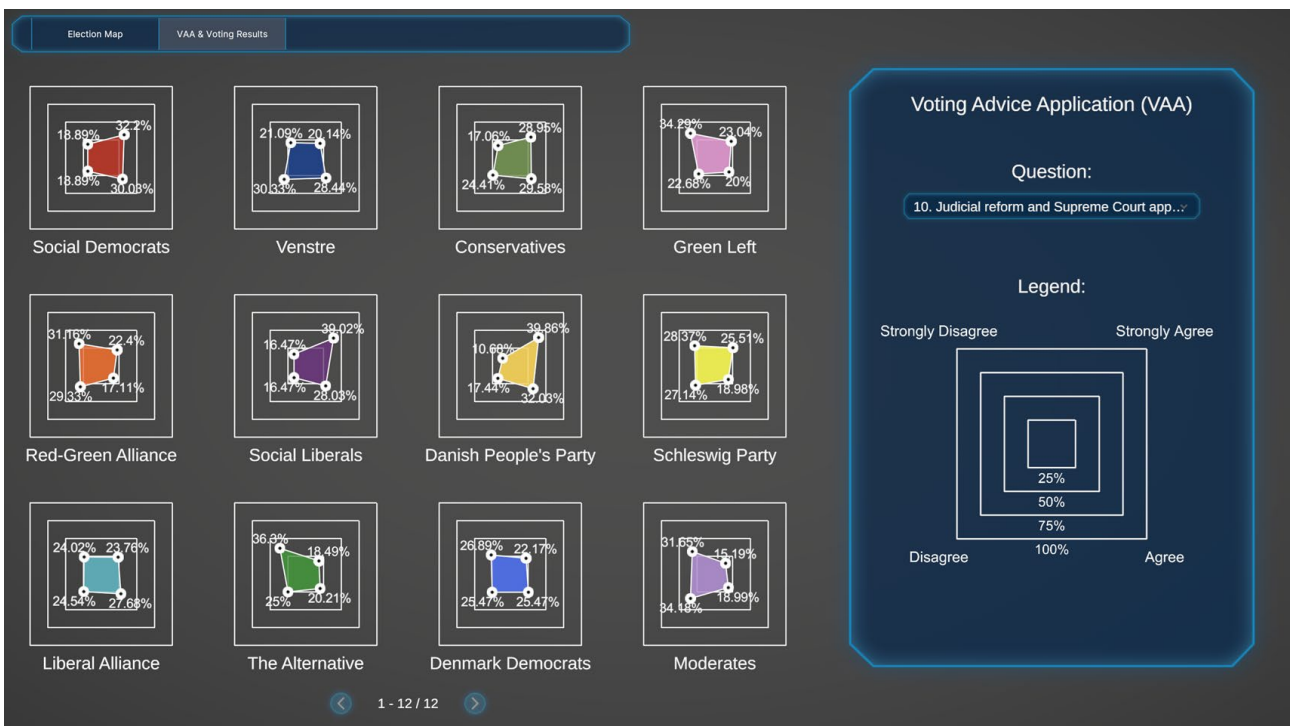 Election Map
VAA & Voting Results
18.89% 32.2%
18.89% 30.03%
Social Democrats
21.09% 20.14%
30.33% 28.44%
Venstre
17.06% 28.95%
24.41% 29.58%
Conservatives
34.29% 23.04%
22.68% 20%
Green Left
31.16% 22.4%
29.33% 17.11%
Red-Green Alliance
16.47% 39.02%
16.47% 28.03%
Social Liberals
10.68% 39.86%
17.44% 32.03%
Danish People's Party
28.37% 25.51%
27.14% 18.98%
Schleswig Party
24.02% 23.76%
24.54% 27.68%
Liberal Alliance
36.3% 18.49%
25% 20.21%
The Alternative
26.89% 22.17%
25.47% 25.47%
Denmark Democrats
31.65% 15.19%
34.18% 18.99%
Moderates
1 - 12 / 12
Voting Advice Application (VAA)
Question:
10. Judicial reform and Supreme Court app...
Legend:
Strongly Disagree Strongly Agree
25%
50%
75%
100%
Disagree Agree